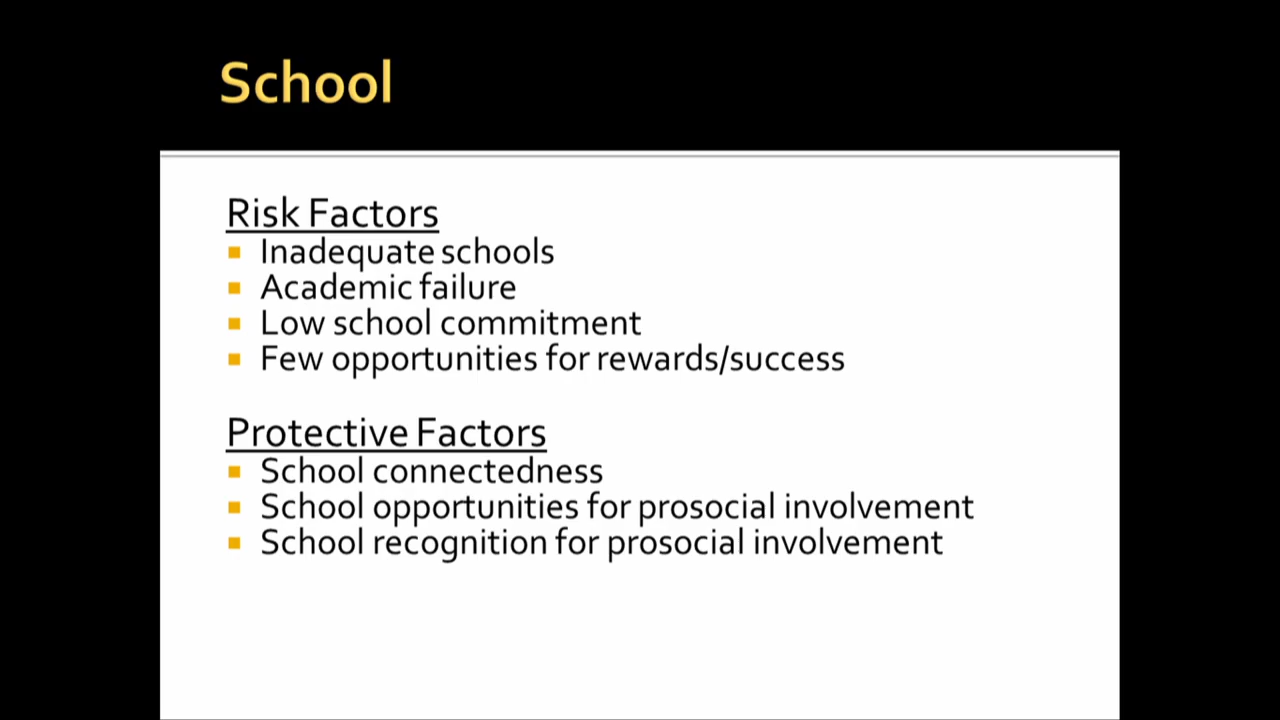 School
Risk Factors
Inadequate schools
Academic failure
Low school commitment
Few opportunities for rewards/success
Protective Factors
School connectedness
School opportunities for prosocial involvement
School recognition for prosocial involvement